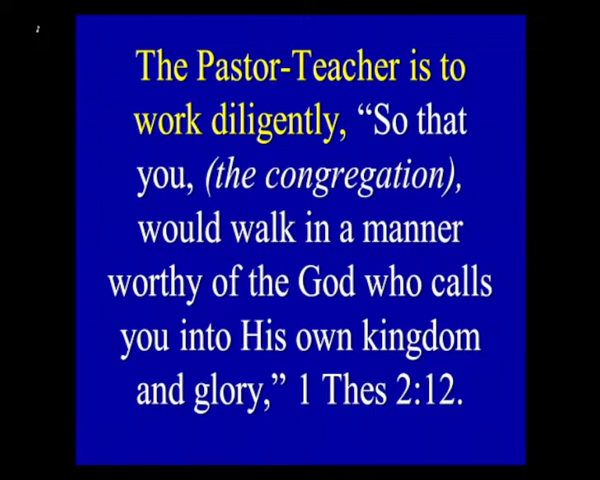 The Pastor-Teacher is to
work diligently, “So that
you, (the congregation),
would walk in a manner
worthy of the God who calls
you into His own kingdom
and glory,” 1 Thes 2:12.